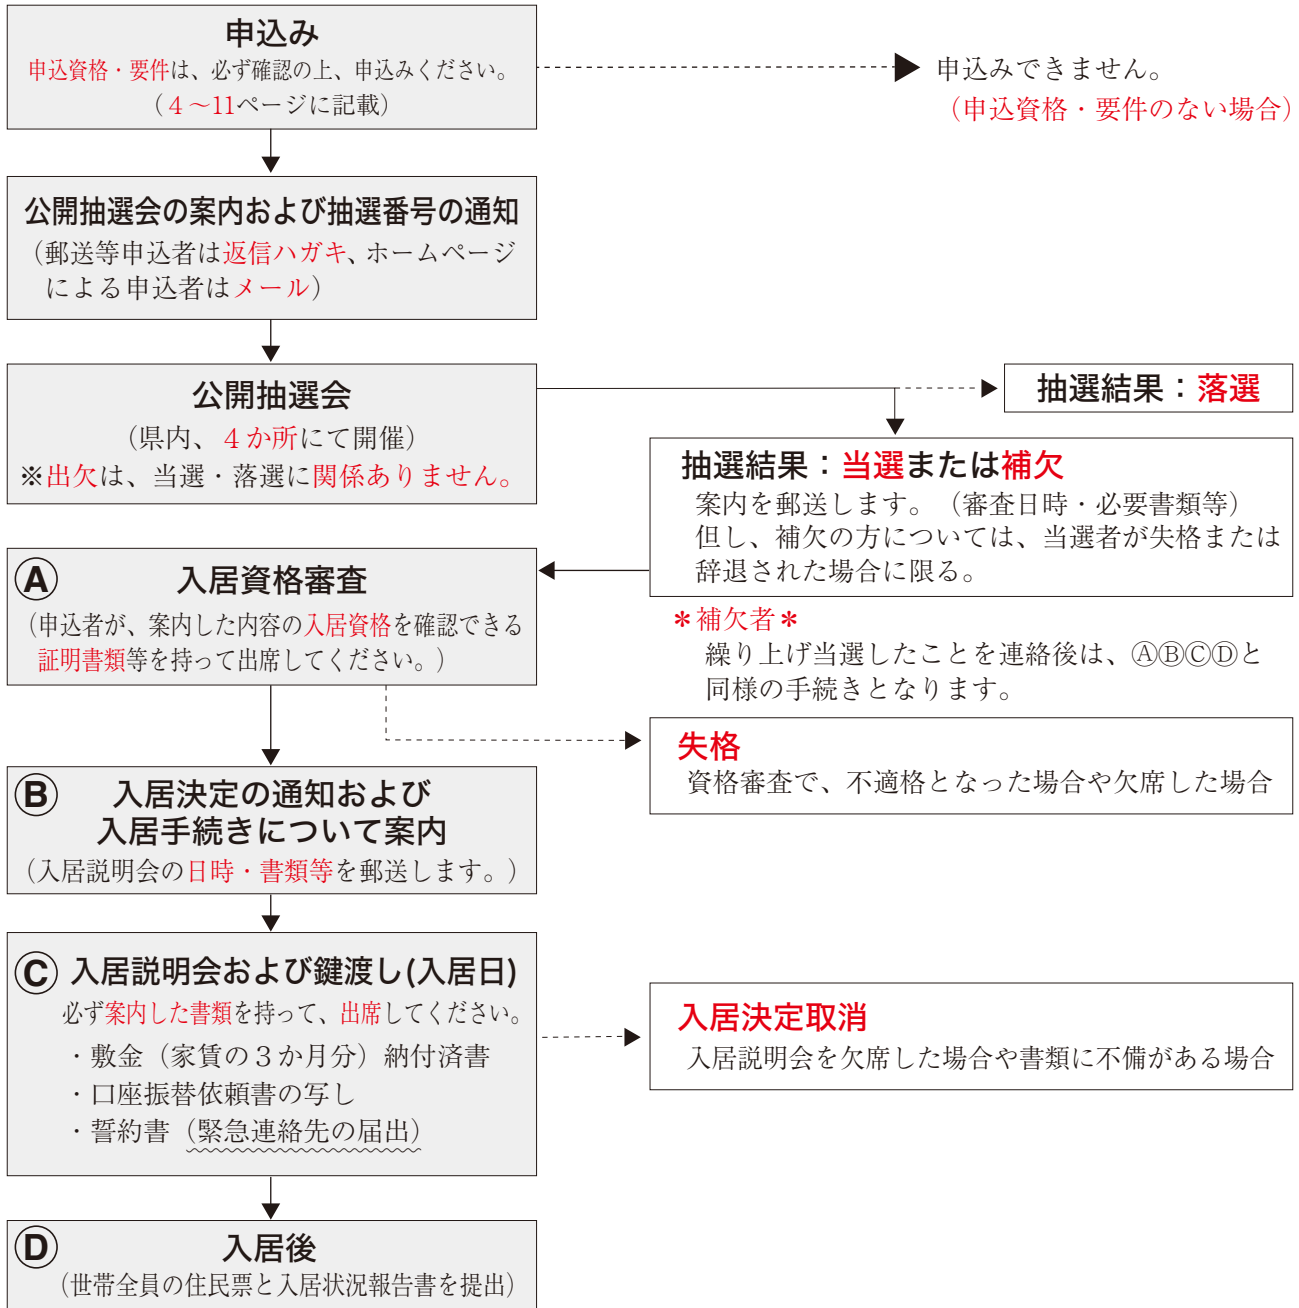 申込み
申込資格・要件は、必ず確認の上、申込みください。
（４〜11ページに記載）
申込みできません。
（申込資格・要件のない場合）
公開抽選会の案内および抽選番号の通知
（郵送等申込者は返信ハガキ、ホームページ
による申込者はメール）
公開抽選会
（県内、４か所にて開催）
※出欠は、当選・落選に関係ありません。
抽選結果：落選
抽選結果：当選または補欠
案内を郵送します。（審査日時・必要書類等）
但し、補欠の方については、当選者が失格または
辞退された場合に限る。
＊補欠者＊
繰り上げ当選したことを連絡後は、ⒶⒷⒸⒹと
同様の手続きとなります。
Ⓐ 入居資格審査
（申込者が、案内した内容の入居資格を確認できる
証明書類等を持って出席してください。）
失格
資格審査で、不適格となった場合や欠席した場合
Ⓑ 入居決定の通知および
入居手続きについて案内
（入居説明会の日時・書類等を郵送します。）
Ⓒ 入居説明会および鍵渡し(入居日)
必ず案内した書類を持って、出席してください。
・敷金（家賃の３か月分）納付済書
・口座振替依頼書の写し
・誓約書（緊急連絡先の届出）
入居決定取消
入居説明会を欠席した場合や書類に不備がある場合
Ⓓ 入居後
（世帯全員の住民票と入居状況報告書を提出）